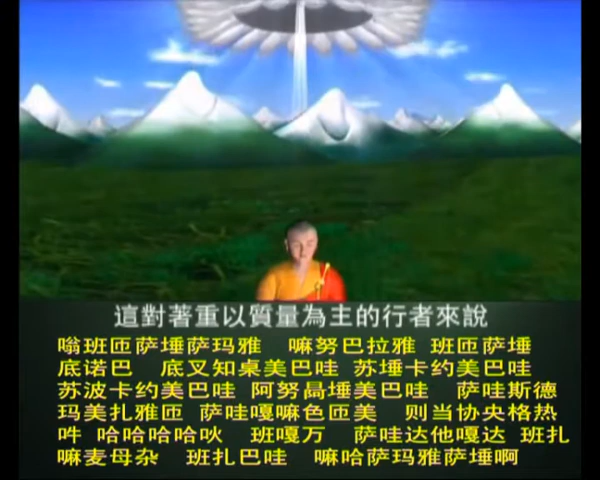 這對著重以質量為主的行者來說
嗡班匝萨埵萨玛雅 嘛努巴拉雅 班匝萨埵
底诺巴 底叉知桌美巴哇 苏埵卡约美巴哇
苏波卡约美巴哇 阿努朂埵美巴哇 萨哇斯德
玛美扎雅匝 萨哇嘎嘛色匝美 则当协央格热
吽 哈哈哈哈吙 班嘎万 萨哇达他嘎达 班扎
嘛麦母杂 班扎巴哇 嘛哈萨玛雅萨埵啊